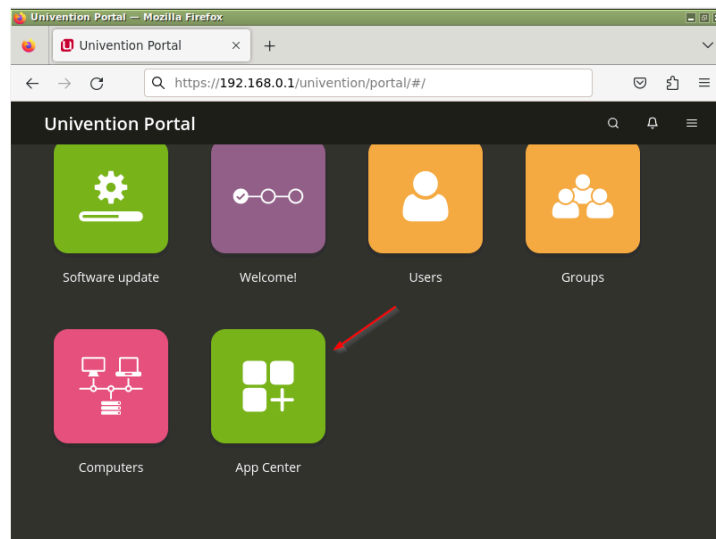 Univention Portal — Mozilla Firefox
Univention Portal
https://192.168.0.1/univention/portal/#/
Univention Portal
Software update
Welcome!
Users
Groups
Computers
App Center